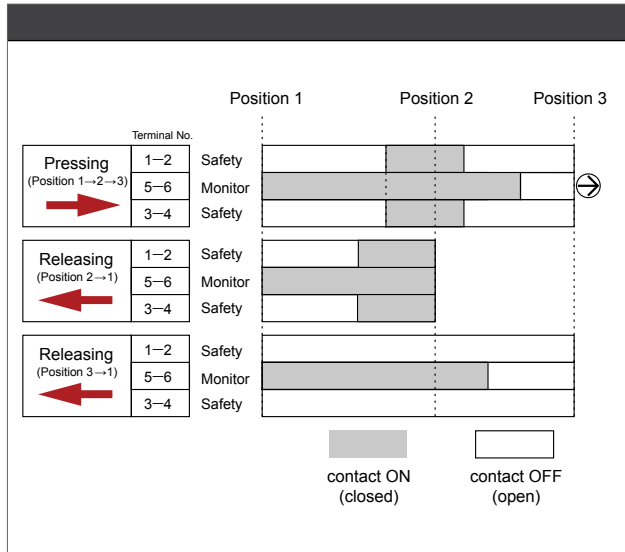 Position 1 Position 2 Position 3
Terminal No.
Pressing
(Position 1→2→3)
1—2 Safety
5—6 Monitor
3—4 Safety
Releasing
(Position 2→1)
1—2 Safety
5—6 Monitor
3—4 Safety
Releasing
(Position 3→1)
1—2 Safety
5—6 Monitor
3—4 Safety
contact ON
(closed)
contact OFF
(open)